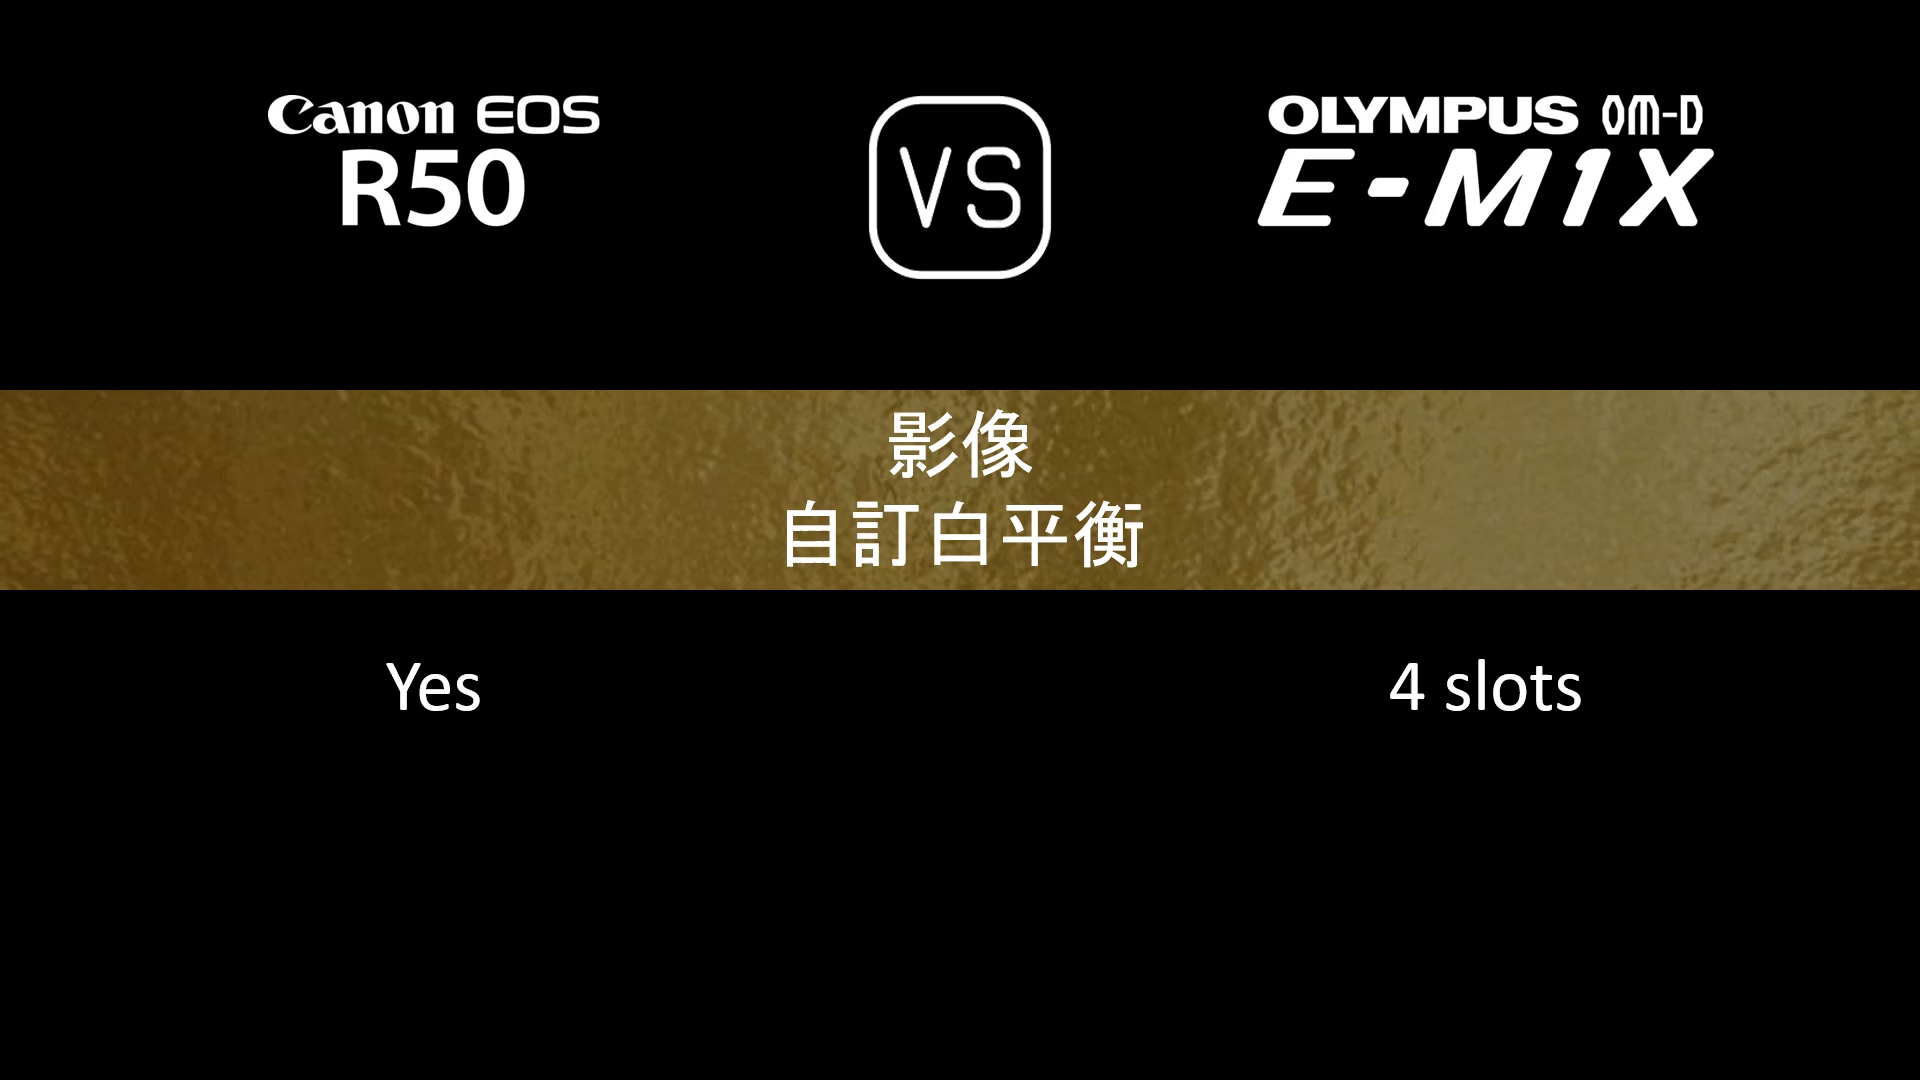 Canon EOS
R50
VS
OLYMPUS OM-D
E-M1X
影像
自訂白平衡
Yes
4 slots